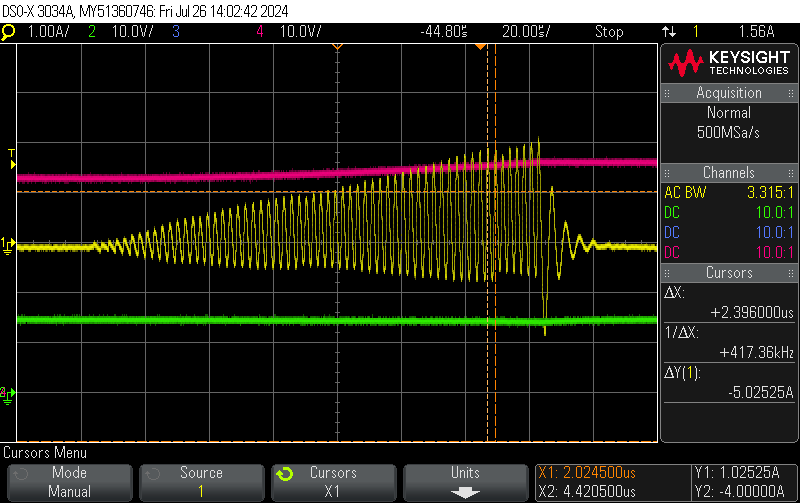 DSO-X 3034A, MY51360746: Fri Jul 26 14:02:42 2024
1.00A/ 2 10.0V/ 3 4 10.0V/ -44.80s 20.00s/ Stop 1 1.56A
KEYSIGHT
TECHNOLOGIES
Acquisition
Normal
500MSa/s
Channels
AC BW 3.315:1
DC 10.0:1
DC 10.0:1
DC 10.0:1
Cursors
ΔX:
+2.396000us
1/ΔX:
+417.36kHz
ΔY(1):
-5.02525A
T
1
2
Cursors Menu
Mode
Manual
Source
1
Cursors
X1
Units
X1: 2.024500us
X2: 4.420500us
Y1: 1.02525A
Y2: -4.00000A